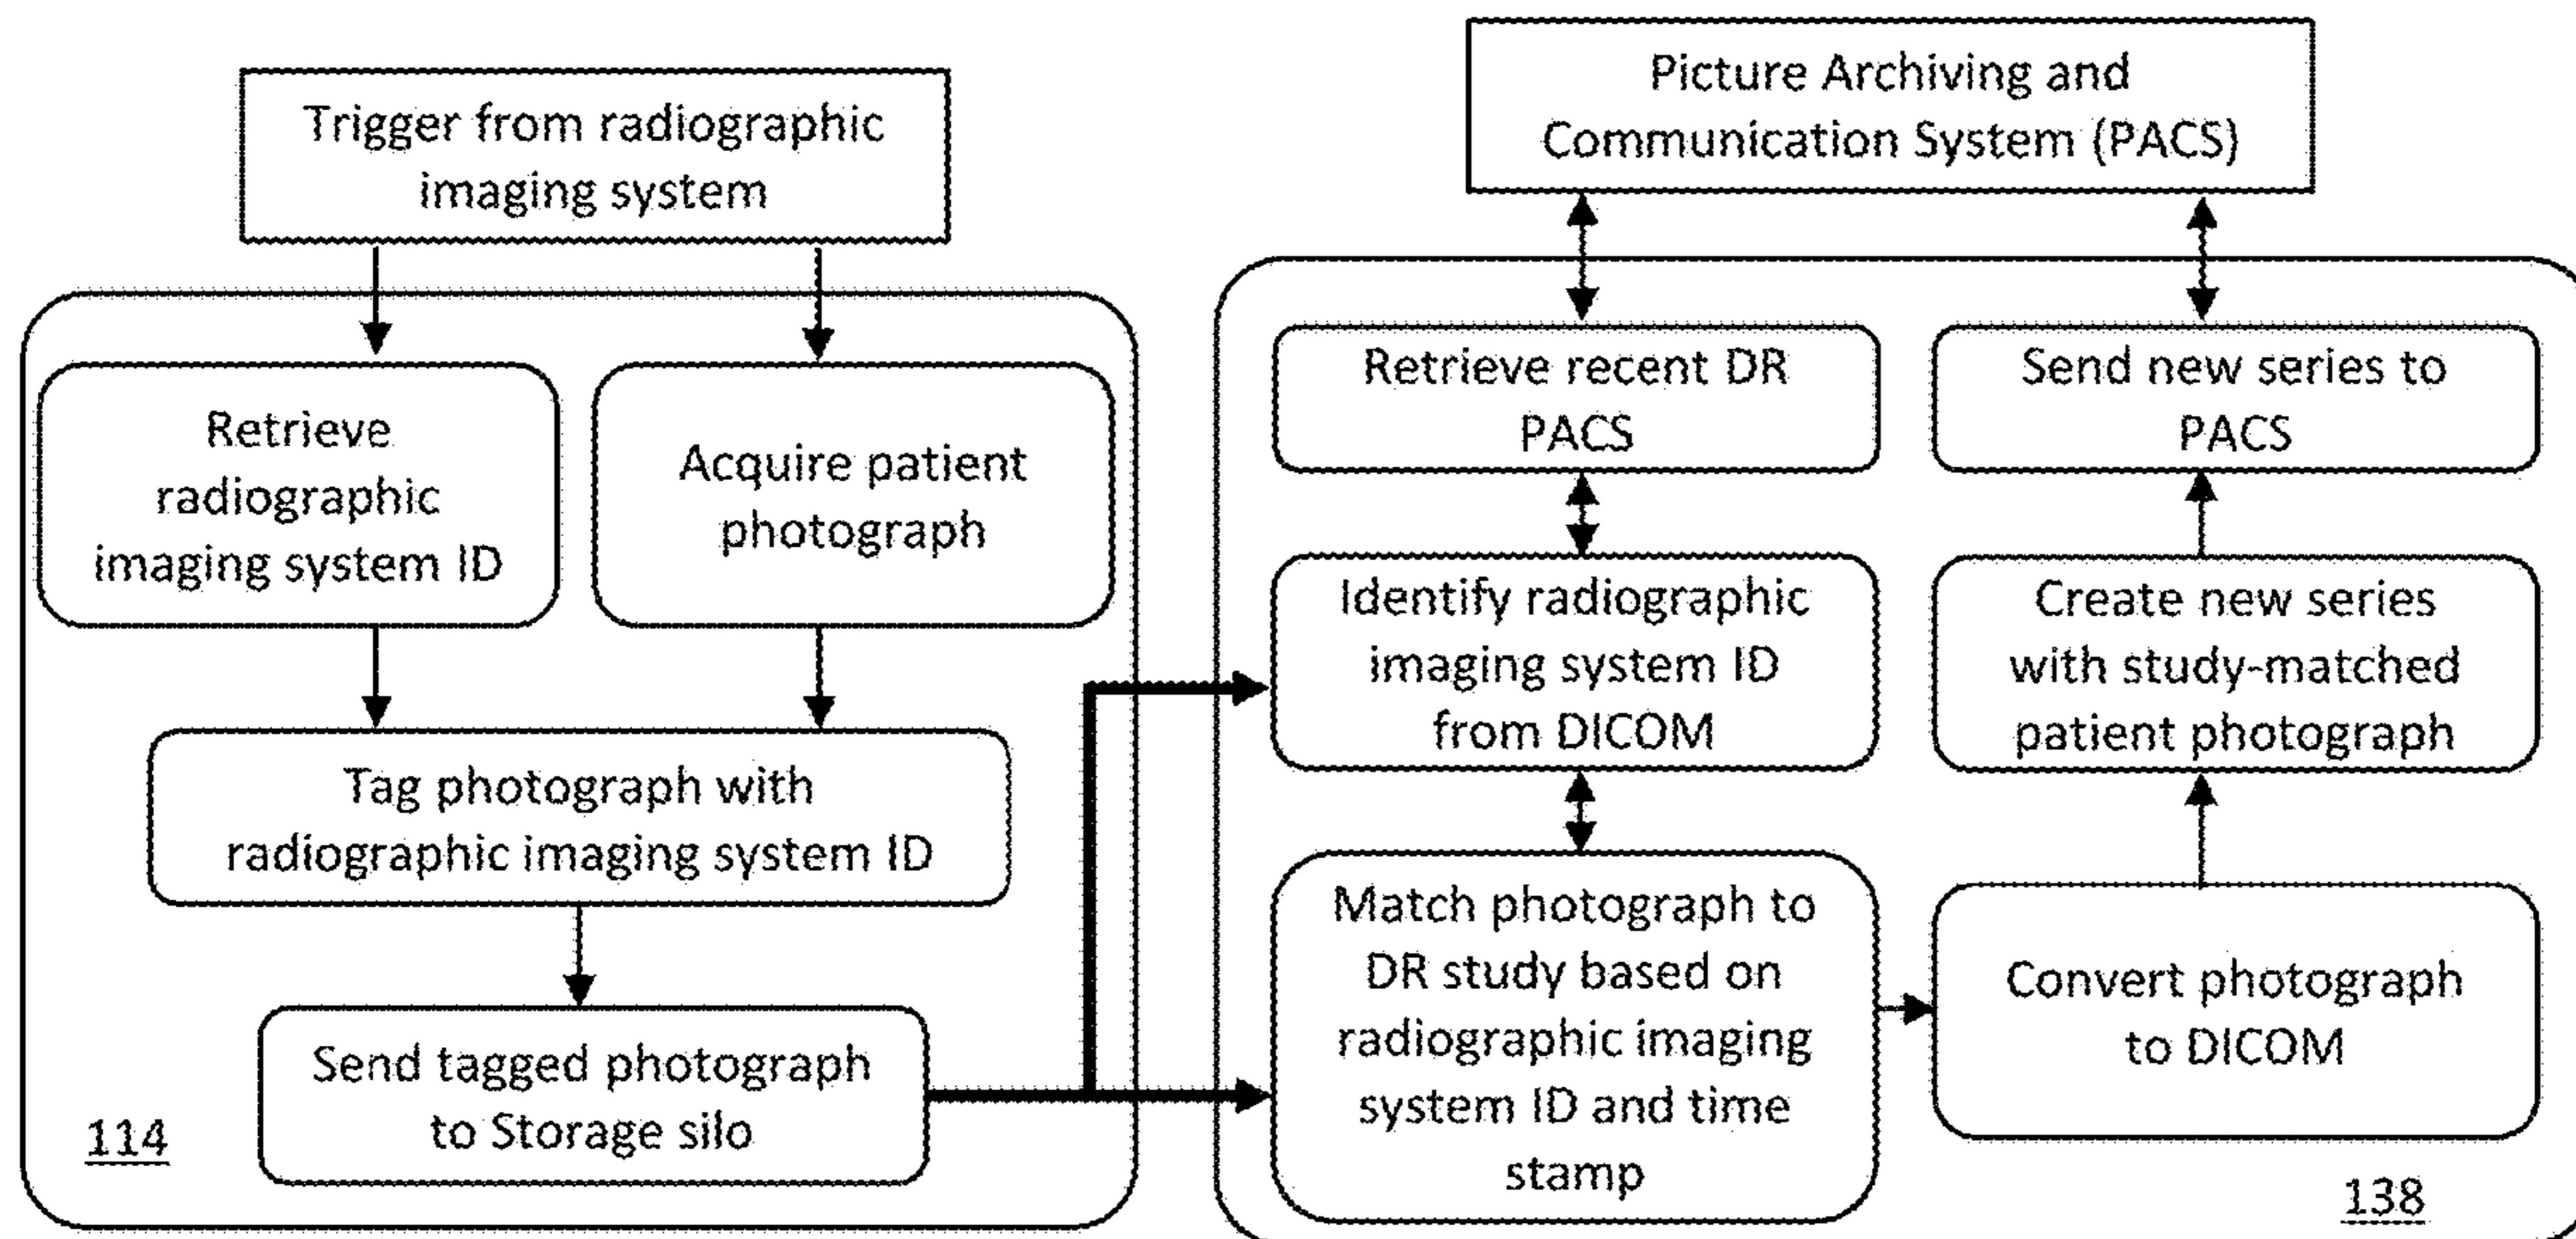 Trigger from radiographic
imaging system
Retrieve
radiographic
imaging system ID
Acquire patient
photograph
Tag photograph with
radiographic imaging system ID
Send tagged photograph
to Storage silo
114
Picture Archiving and
Communication System (PACS)
Retrieve recent DR
PACS
Identify radiographic
imaging system ID
from DICOM
Match photograph to
DR study based on
radiographic imaging
system ID and time
stamp
Send new series to
PACS
Create new series
with study-matched
patient photograph
Convert photograph
to DICOM
138